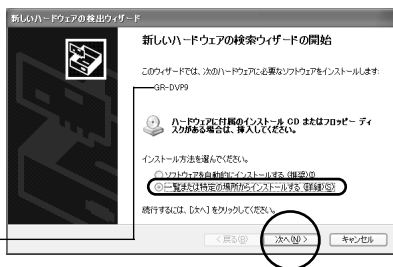 新しいハードウェアの検出ウィザード
新しいハードウェアの検索ウィザードの開始
このウィザードでは、次のハードウェアに必要なソフトウェアをインストールします:
GR-DVP9
ハードウェアに付属のインストール CD またはフロッピー ディ
スクがある場合は、挿入してください。
インストール方法を選んでください。
ソフトウェアを自動的にインストールする (推奨)(I)
一覧または特定の場所からインストールする (詳細)(S)
続行するには、[次へ] をクリックしてください。
< 戻る(B)
次へ(N) >
キャンセル